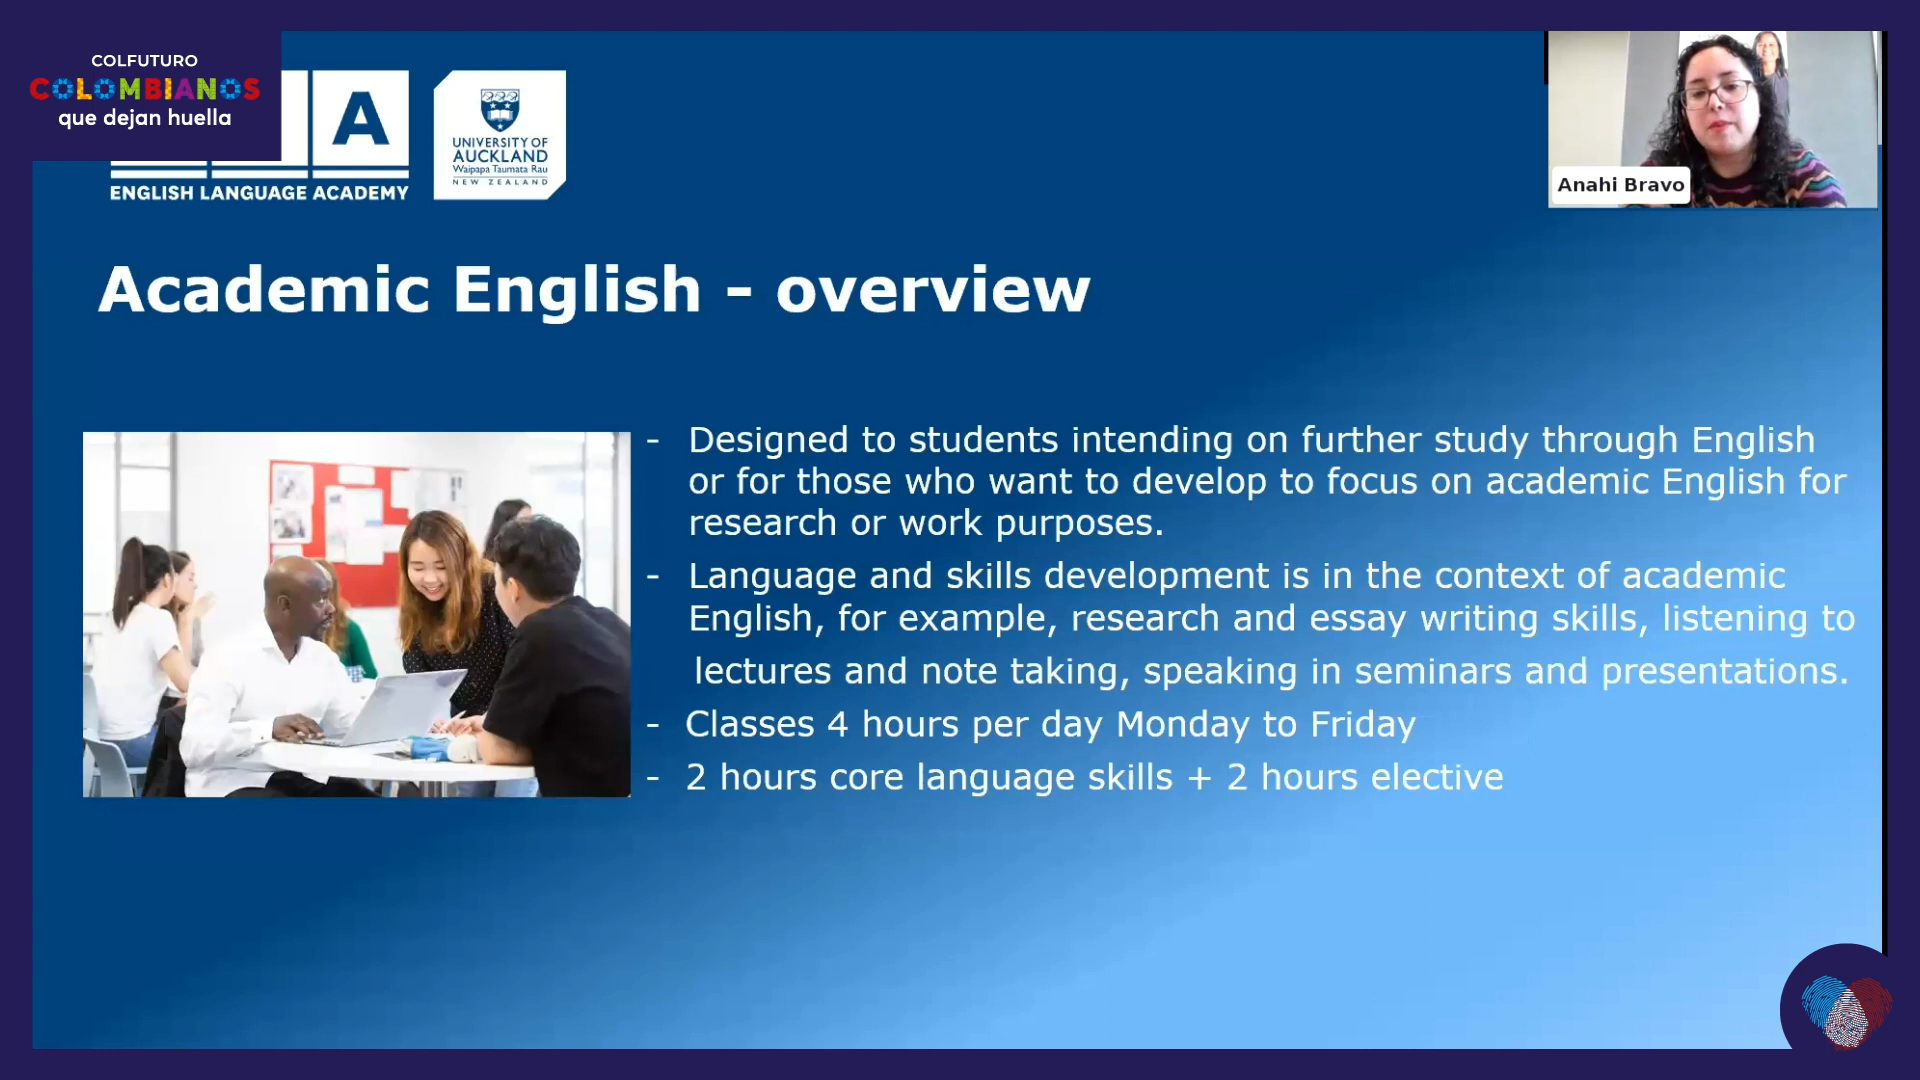 COLFUTURO
COLOMBIANOS
que dejan huella
A
ENGLISH LANGUAGE ACADEMY
UNIVERSITY OF
AUCKLAND
Waipapa Taumata Rau
NEW ZEALAND
Anahi Bravo
Academic English - overview
- Designed to students intending on further study through English
or for those who want to develop to focus on academic English for
research or work purposes.
- Language and skills development is in the context of academic
English, for example, research and essay writing skills, listening to
lectures and note taking, speaking in seminars and presentations.
- Classes 4 hours per day Monday to Friday
- 2 hours core language skills + 2 hours elective